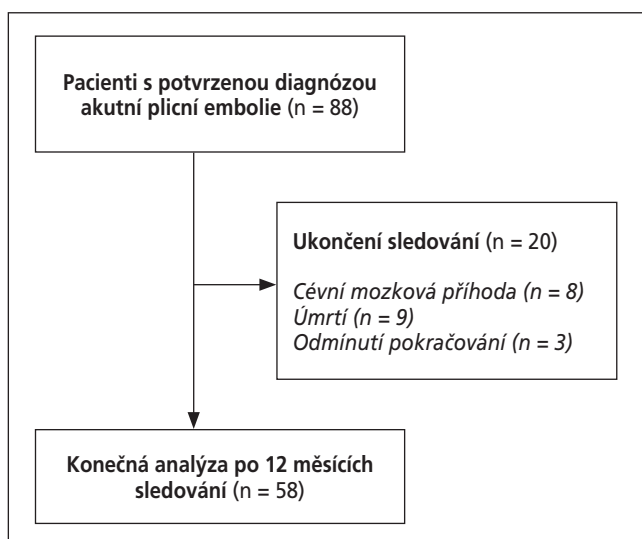 Pacienti s potvrzenou diagnózou
akutní plicní embolie (n = 88)
Ukončení sledování (n = 20)
Cévní mozková příhoda (n = 8)
Úmrtí (n = 9)
Odmínutí pokračování (n = 3)
Konečná analýza po 12 měsících
sledování (n = 58)